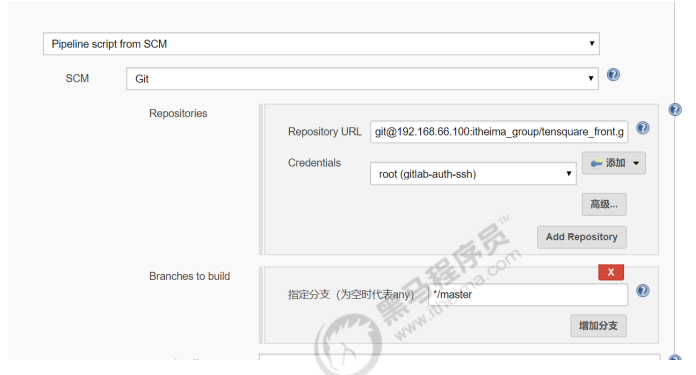 Pipeline script from SCM
SCM
Git
Repositories
Repository URL
git@192.168.66.100:itheima_group/tensquare_front.g
Credentials
root (gitlab-auth-ssh)
添加
高级...
Add Repository
Branches to build
X
指定分支（为空时代表any）
*/master
增加分支
黑马程序员™
www.itheima.com